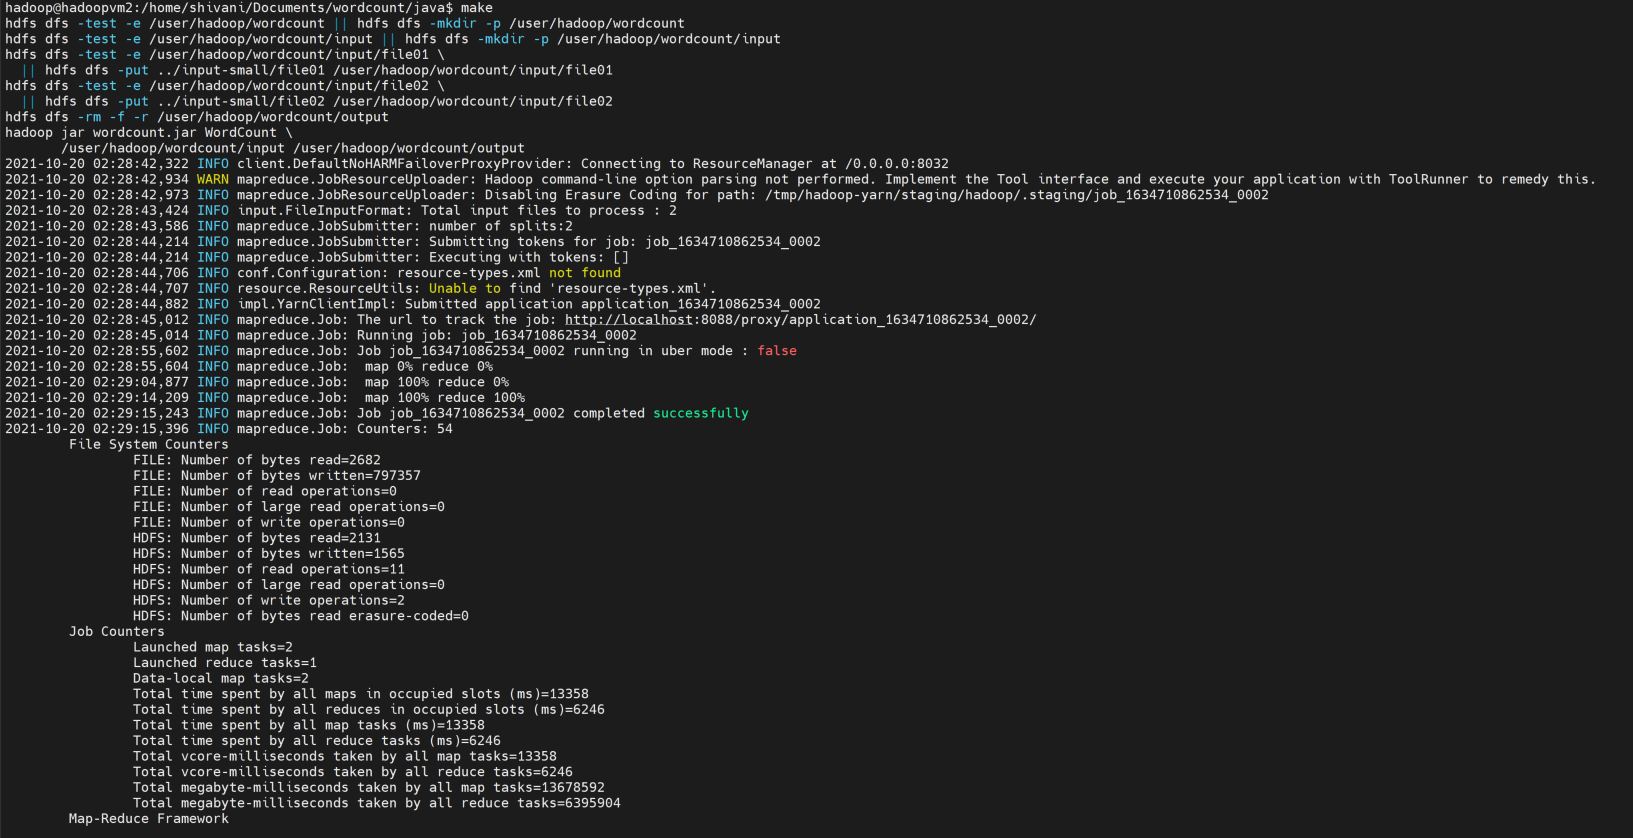 hadoop@hadoopvm2:/home/shivani/Documents/wordcount/java$ make
hdfs dfs -test -e /user/hadoop/wordcount || hdfs dfs -mkdir -p /user/hadoop/wordcount
hdfs dfs -test -e /user/hadoop/wordcount/input || hdfs dfs -mkdir -p /user/hadoop/wordcount/input
hdfs dfs -test -e /user/hadoop/wordcount/input/file01 \
  || hdfs dfs -put ../input-small/file01 /user/hadoop/wordcount/input/file01
hdfs dfs -test -e /user/hadoop/wordcount/input/file02 \
  || hdfs dfs -put ../input-small/file02 /user/hadoop/wordcount/input/file02
hdfs dfs -rm -f -r /user/hadoop/wordcount/output
hadoop jar wordcount.jar WordCount \
       /user/hadoop/wordcount/input /user/hadoop/wordcount/output
2021-10-20 02:28:42,322 INFO client.DefaultNoHARMFailoverProxyProvider: Connecting to ResourceManager at /0.0.0.0:8032
2021-10-20 02:28:42,934 WARN mapreduce.JobResourceUploader: Hadoop command-line option parsing not performed. Implement the Tool interface and execute your application with ToolRunner to remedy this.
2021-10-20 02:28:42,973 INFO mapreduce.JobResourceUploader: Disabling Erasure Coding for path: /tmp/hadoop-yarn/staging/hadoop/.staging/job_1634710862534_0002
2021-10-20 02:28:43,424 INFO input.FileInputFormat: Total input files to process : 2
2021-10-20 02:28:43,586 INFO mapreduce.JobSubmitter: number of splits:2
2021-10-20 02:28:44,214 INFO mapreduce.JobSubmitter: Submitting tokens for job: job_1634710862534_0002
2021-10-20 02:28:44,214 INFO mapreduce.JobSubmitter: Executing with tokens: []
2021-10-20 02:28:44,706 INFO conf.Configuration: resource-types.xml not found
2021-10-20 02:28:44,707 INFO resource.ResourceUtils: Unable to find 'resource-types.xml'.
2021-10-20 02:28:44,882 INFO impl.YarnClientImpl: Submitted application application_1634710862534_0002
2021-10-20 02:28:45,012 INFO mapreduce.Job: The url to track the job: http://localhost:8088/proxy/application_1634710862534_0002/
2021-10-20 02:28:45,014 INFO mapreduce.Job: Running job: job_1634710862534_0002
2021-10-20 02:28:55,602 INFO mapreduce.Job: Job job_1634710862534_0002 running in uber mode : false
2021-10-20 02:28:55,604 INFO mapreduce.Job:  map 0% reduce 0%
2021-10-20 02:29:04,877 INFO mapreduce.Job:  map 100% reduce 0%
2021-10-20 02:29:14,209 INFO mapreduce.Job:  map 100% reduce 100%
2021-10-20 02:29:15,243 INFO mapreduce.Job: Job job_1634710862534_0002 completed successfully
2021-10-20 02:29:15,396 INFO mapreduce.Job: Counters: 54
        File System Counters
                FILE: Number of bytes read=2682
                FILE: Number of bytes written=797357
                FILE: Number of read operations=0
                FILE: Number of large read operations=0
                FILE: Number of write operations=0
                HDFS: Number of bytes read=2131
                HDFS: Number of bytes written=1565
                HDFS: Number of read operations=11
                HDFS: Number of large read operations=0
                HDFS: Number of write operations=2
                HDFS: Number of bytes read erasure-coded=0
        Job Counters
                Launched map tasks=2
                Launched reduce tasks=1
                Data-local map tasks=2
                Total time spent by all maps in occupied slots (ms)=13358
                Total time spent by all reduces in occupied slots (ms)=6246
                Total time spent by all map tasks (ms)=13358
                Total time spent by all reduce tasks (ms)=6246
                Total vcore-milliseconds taken by all map tasks=13358
                Total vcore-milliseconds taken by all reduce tasks=6246
                Total megabyte-milliseconds taken by all map tasks=13678592
                Total megabyte-milliseconds taken by all reduce tasks=6395904
        Map-Reduce Framework